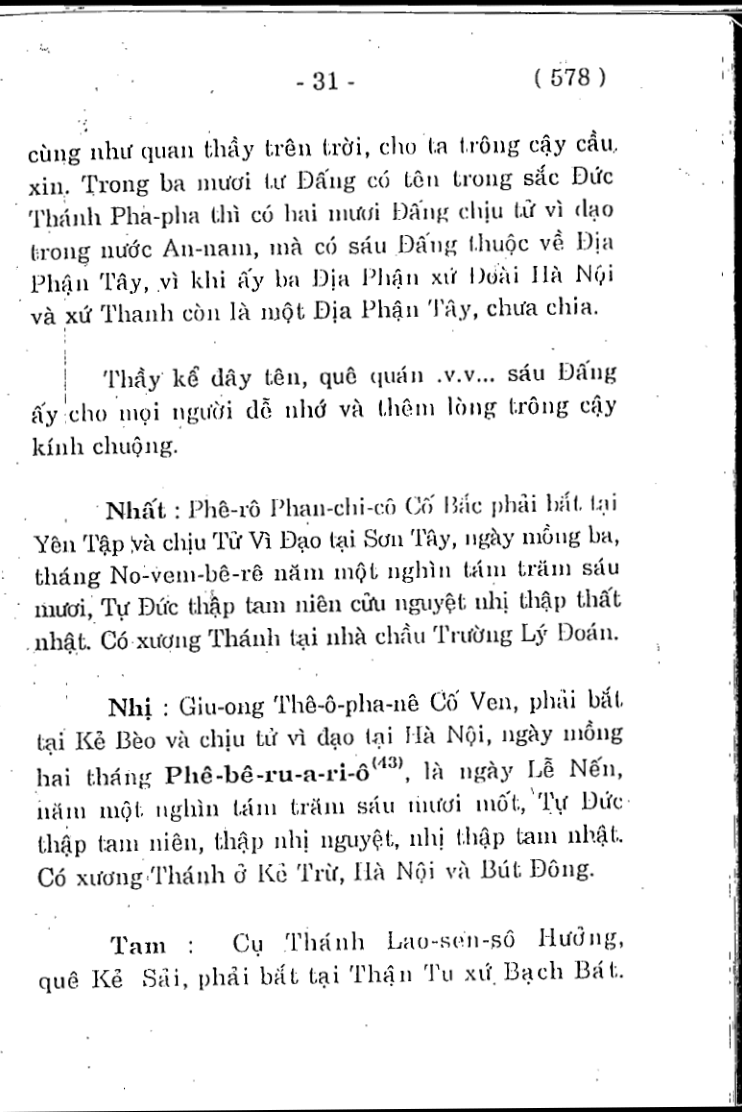 - 31 - ( 578 )
cùng như quan thầy trên trời, cho ta trông cậy cầu
xin. Trong ba mươi tư Đấng có tên trong sắc Đức
Thánh Pha-pha thì có hai mươi Đấng chịu tử vì đạo
trong nước An-nam, mà có sáu Đấng thuộc về Địa
Phận Tây, vì khi ấy ba Địa Phận xứ Đoài Hà Nội
và xứ Thanh còn là một Địa Phận Tây, chưa chia.
Thầy kể dây tên, quê quán .v.v... sáu Đấng
ấy cho mọi người dễ nhớ và thêm lòng trông cậy
kính chuộng.
Nhất : Phê-rô Phan-chi-cô Cố Bắc phải bắt tại
Yên Tập và chịu Tử Vì Đạo tại Sơn Tây, ngày mồng ba,
tháng No-vem-bê-rê năm một nghìn tám trăm sáu
mươi, Tự Đức thập tam niên cửu nguyệt nhị thập thất
nhật. Có xương Thánh tại nhà chầu Trường Lý Đoán.
Nhị : Giu-ong Thê-ô-pha-nê Cố Ven, phải bắt
tại Kẻ Bèo và chịu tử vì đạo tại Hà Nội, ngày mồng
hai tháng Phê-bê-ru-a-ri-ô(43), là ngày Lễ Nến,
năm một nghìn tám trăm sáu mươi mốt, Tự Đức
thập tam niên, thập nhị nguyệt, nhị thập tam nhật.
Có xương Thánh ở Kẻ Trừ, Hà Nội và Bút Đông.
Tam : Cụ Thánh Lao-sen-sô Hưởng,
quê Kẻ Sải, phải bắt tại Thận Tu xứ Bạch Bát.